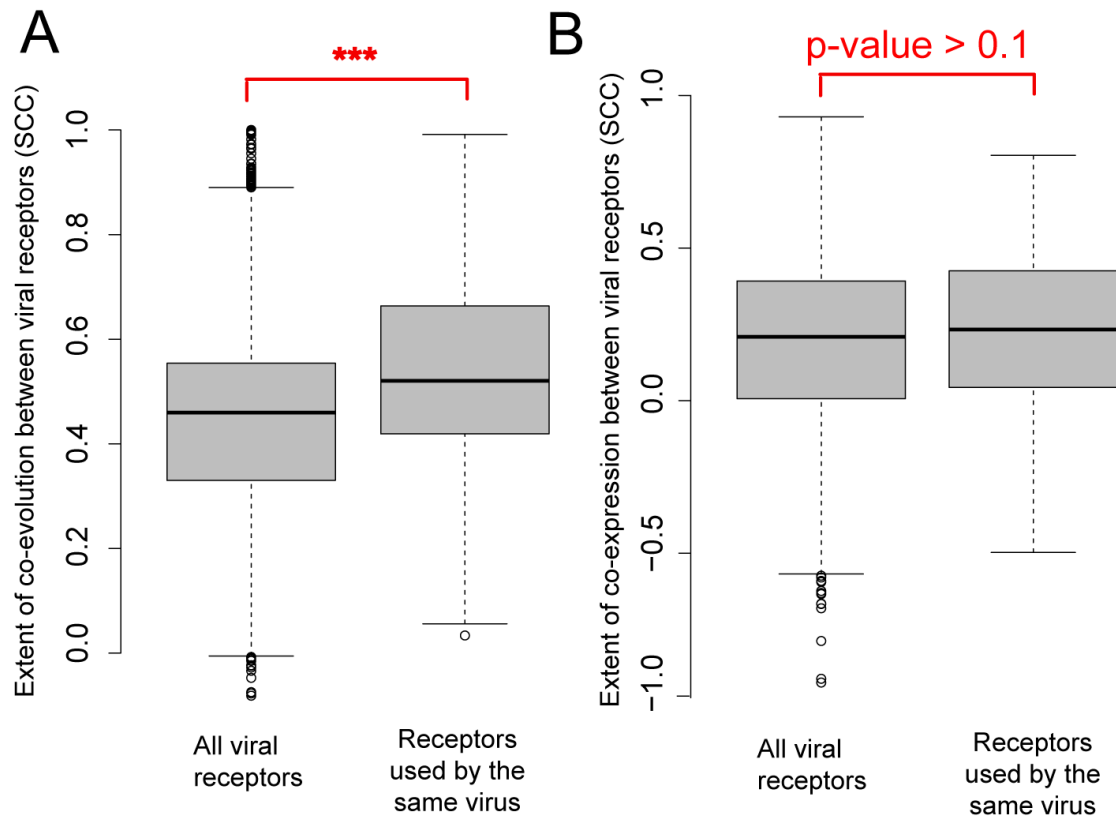 A
***
Extent of co-evolution between viral receptors (SCC)
1.0
0.8
0.6
0.4
0.2
0.0
All viral
receptors
Receptors
used by the
same virus
B
p-value > 0.1
Extent of co-expression between viral receptors (SCC)
1.0
0.5
0.0
−0.5
−1.0
All viral
receptors
Receptors
used by the
same virus